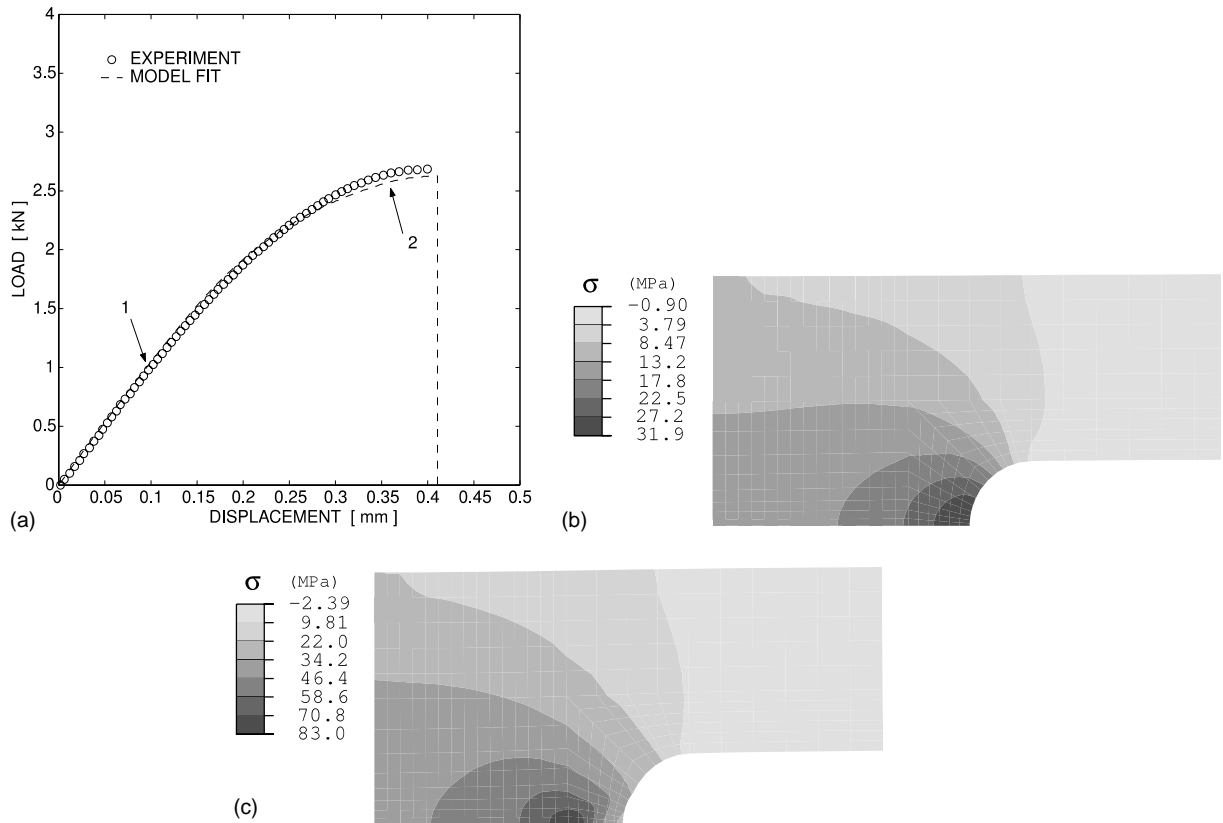 4
3.5
3
2.5
2
1.5
1
0.5
0
LOAD [ kN ]
EXPERIMENT
MODEL FIT
1
2
0 0.05 0.1 0.15 0.2 0.25 0.3 0.35 0.4 0.45 0.5
DISPLACEMENT [ mm ]
(a)
σ (MPa)
-0.90
3.79
8.47
13.2
17.8
22.5
27.2
31.9
(b)
σ (MPa)
-2.39
9.81
22.0
34.2
46.4
58.6
70.8
83.0
(c)